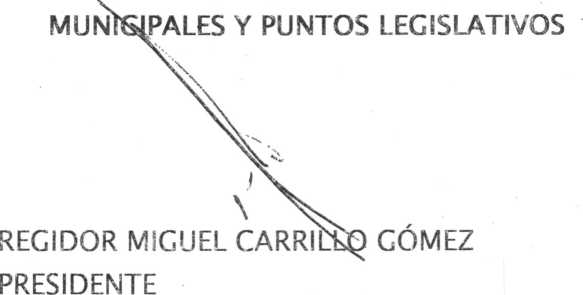 MUNICIPALES Y PUNTOS LEGISLATIVOS
REGIDOR MIGUEL CARRILLO GÓMEZ
PRESIDENTE